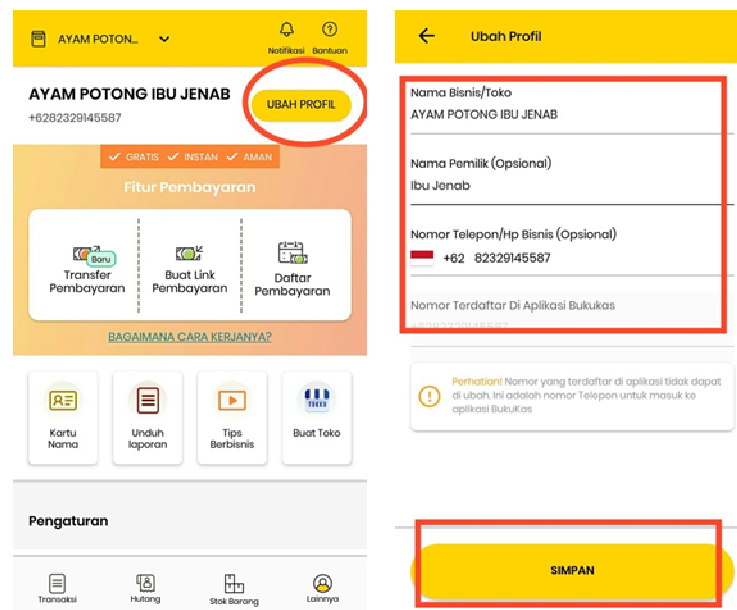 AYAM POTON...
Notifikasi
Bantuan
AYAM POTONG IBU JENAB
+6282329145587
UBAH PROFIL
GRATIS
INSTAN
AMAN
Fitur Pembayaran
Baru
Transfer
Pembayaran
Buat Link
Pembayaran
Daftar
Pembayaran
BAGAIMANA CARA KERJANYA?
Kartu
Nama
Unduh
laporan
Tips
Berbisnis
Buat Toko
Pengaturan
Transaksi
Hutang
Stok Barang
Lainnya
Ubah Profil
Nama Bisnis/Toko
AYAM POTONG IBU JENAB
Nama Pemilik (Opsional)
Ibu Jenab
Nomor Telepon/Hp Bisnis (Opsional)
+62 82329145587
Nomor Terdaftar Di Aplikasi Bukukas
+6282329145587
Perhatian! Nomor yang terdaftar di aplikasi tidak dapat
di ubah. Ini adalah nomor Telepon untuk masuk ke
aplikasi BukuKas
SIMPAN